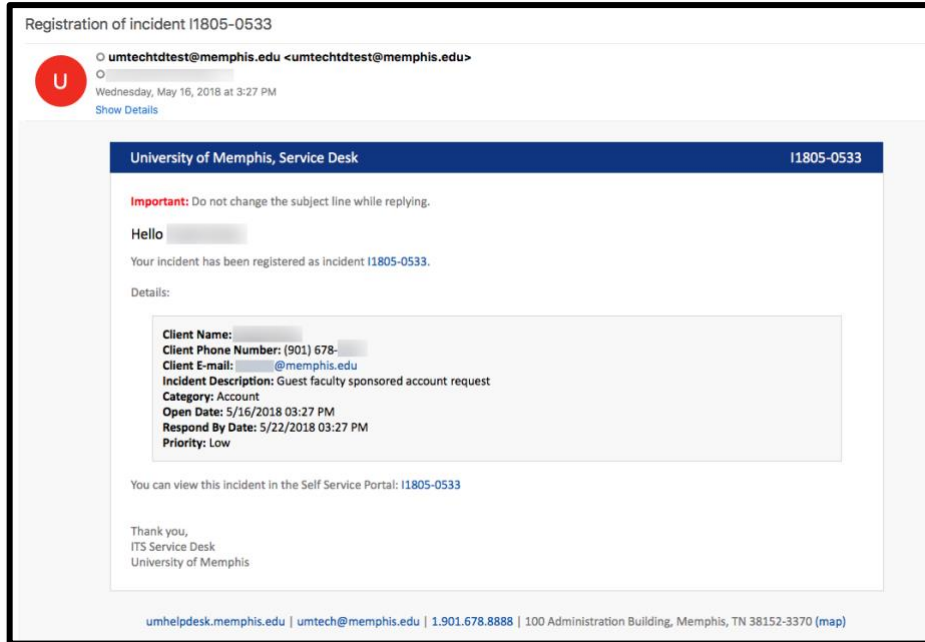 Registration of incident I1805-0533
U
umtechtdtest@memphis.edu <umtechtdtest@memphis.edu>
Wednesday, May 16, 2018 at 3:27 PM
Show Details
University of Memphis, Service Desk I1805-0533
Important: Do not change the subject line while replying.
Hello
Your incident has been registered as incident I1805-0533.
Details:
Client Name:
Client Phone Number: (901) 678-
Client E-mail: @memphis.edu
Incident Description: Guest faculty sponsored account request
Category: Account
Open Date: 5/16/2018 03:27 PM
Respond By Date: 5/22/2018 03:27 PM
Priority: Low
You can view this incident in the Self Service Portal: I1805-0533
Thank you,
ITS Service Desk
University of Memphis
umhelpdesk.memphis.edu | umtech@memphis.edu | 1.901.678.8888 | 100 Administration Building, Memphis, TN 38152-3370 (map)